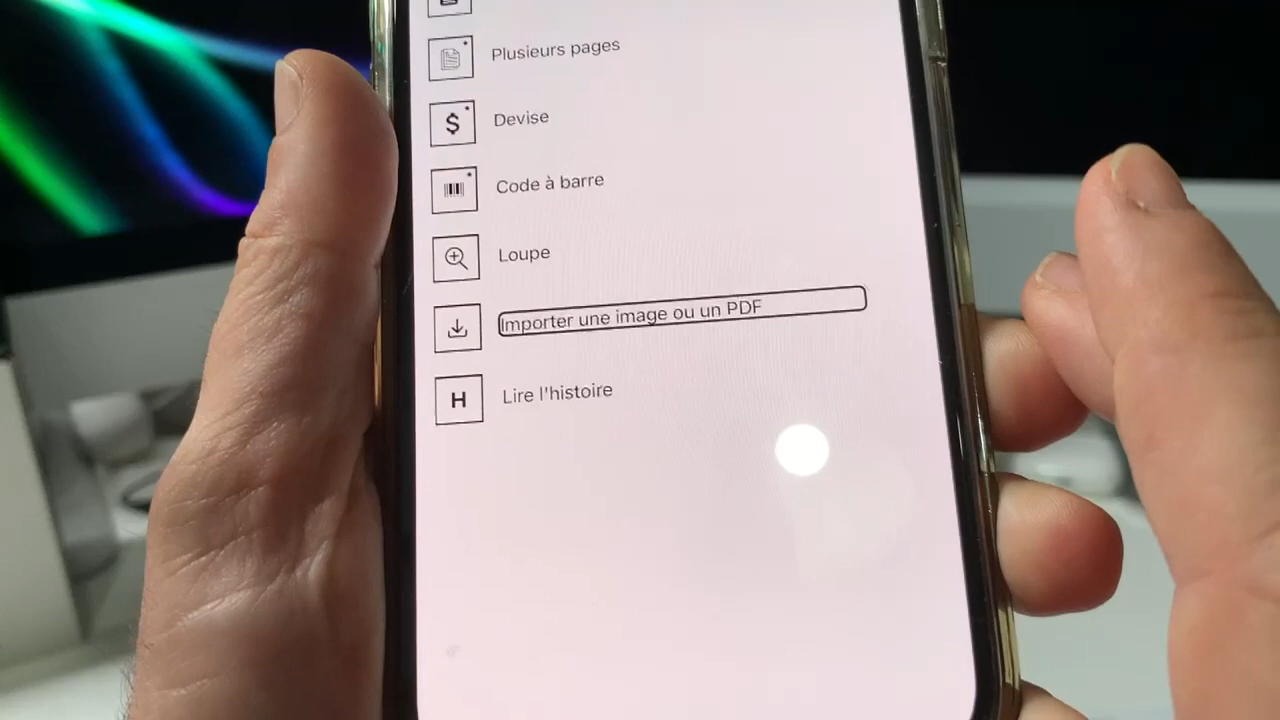 Plusieurs pages
$
Devise
Code à barre
Loupe
Importer une image ou un PDF
H
Lire l'histoire